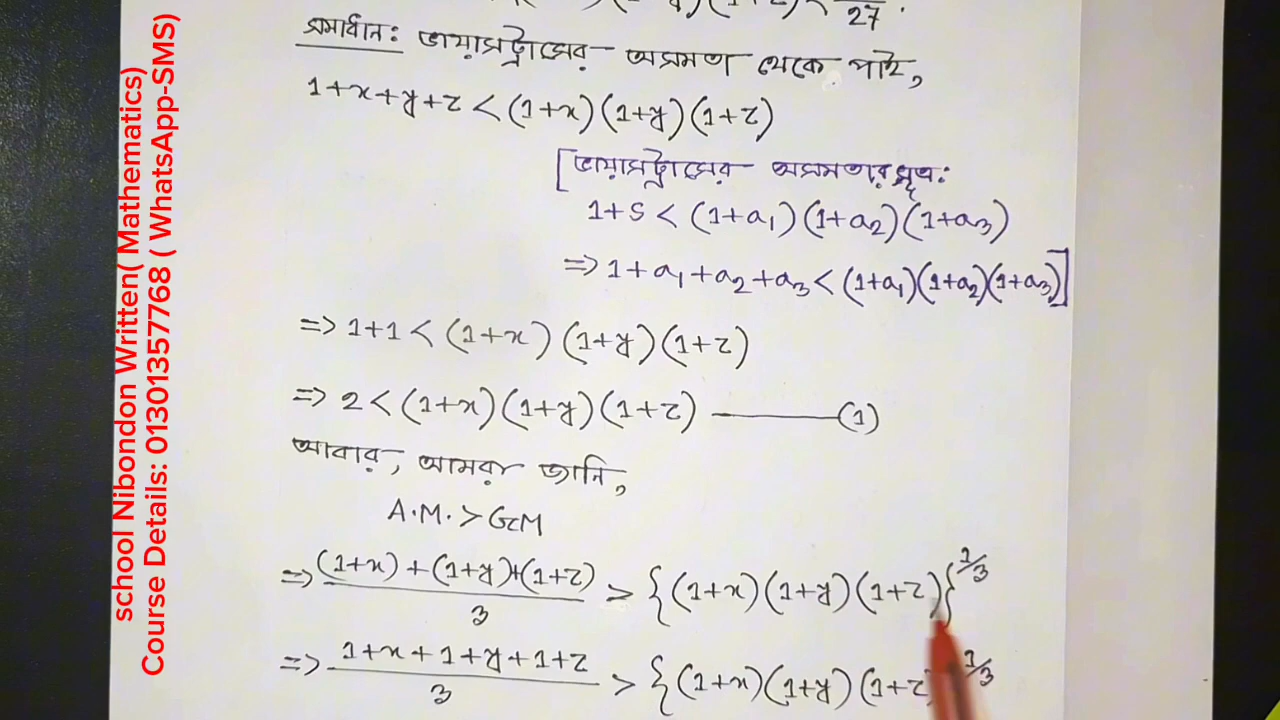 school Nibondon Written( Mathematics)
Course Details: 01301357768 ( WhatsApp-SMS)
27 .
সমাধান: ভায়াসট্রাসের অসমতা থেকে পাই,
1+x+y+z < (1+x) (1+y) (1+z)
[ভায়াসট্রাসের অসমতার সূত্র:
1+S < (1+a₁) (1+a₂) (1+a₃)
=> 1+a₁+a₂+a₃ < (1+a₁)(1+a₂)(1+a₃)]
=> 1+1 < (1+x) (1+y) (1+z)
=> 2 < (1+x) (1+y) (1+z) ———(1)
আবার, আমরা জানি,
A.M. > GM
=> (1+x) + (1+y)+(1+z) / 3 > {(1+x)(1+y)(1+z)}^1/3
=> 1+x+1+y+1+z / 3 > {(1+x)(1+y)(1+z) ^1/3